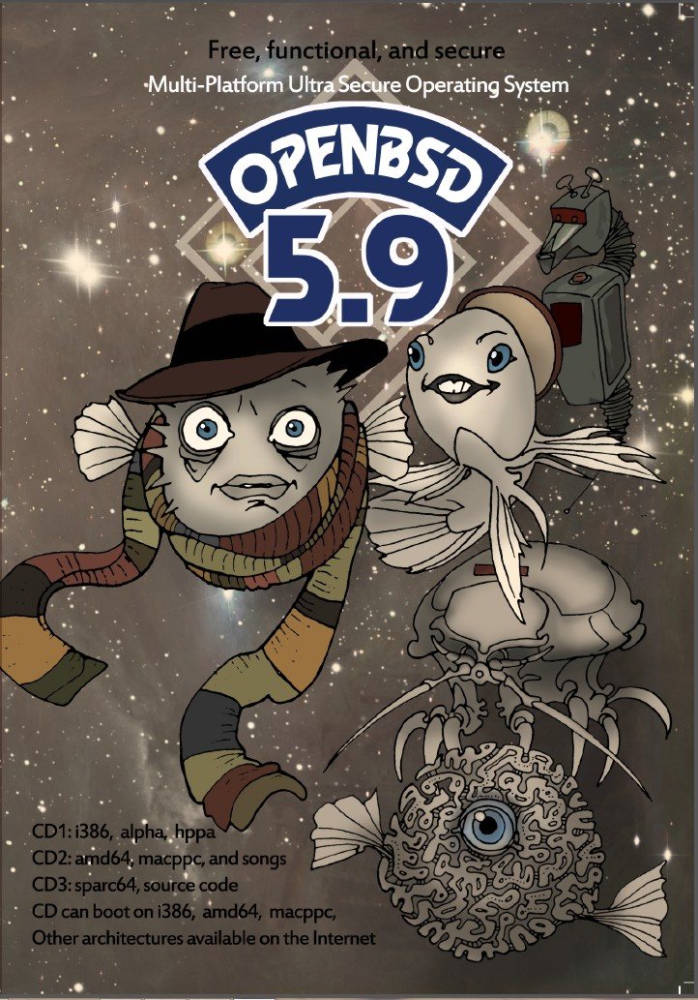 Free, functional, and secure
Multi-Platform Ultra Secure Operating System
OPENBSD
5.9
CD1: i386, alpha, hppa
CD2: amd64, macppc, and songs
CD3: sparc64, source code
CD can boot on i386, amd64, macppc,
Other architectures available on the Internet